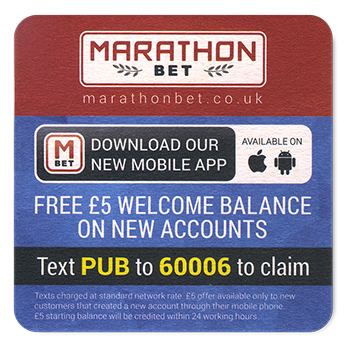 MARATHON
BET
marathonbet.co.uk
M
BET
DOWNLOAD OUR
NEW MOBILE APP
AVAILABLE ON
FREE £5 WELCOME BALANCE
ON NEW ACCOUNTS
Text PUB to 60006 to claim
Texts charged at standard network rate. £5 offer available only to new
customers that created a new account through their mobile phone.
£5 starting balance will be credited within 24 working hours.